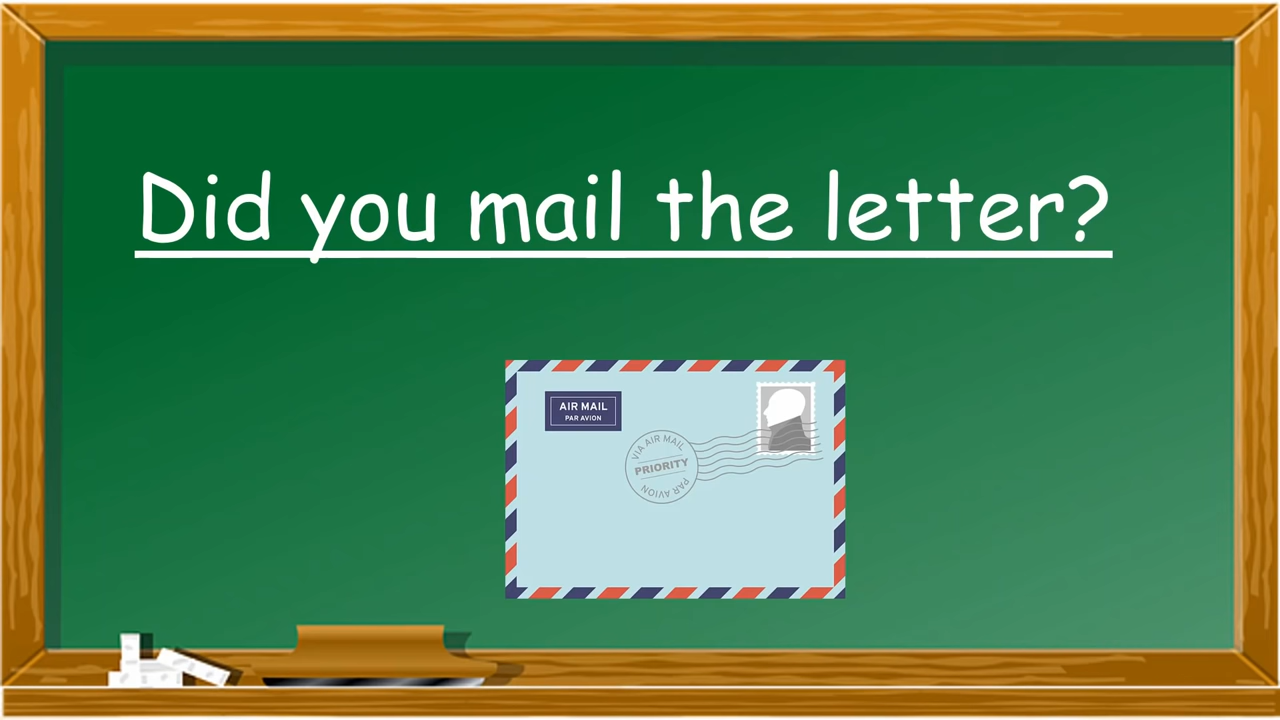 Did you mail the letter?
AIR MAIL
PAR AVION
VIA AIR MAIL
PRIORITY
PAR AVION